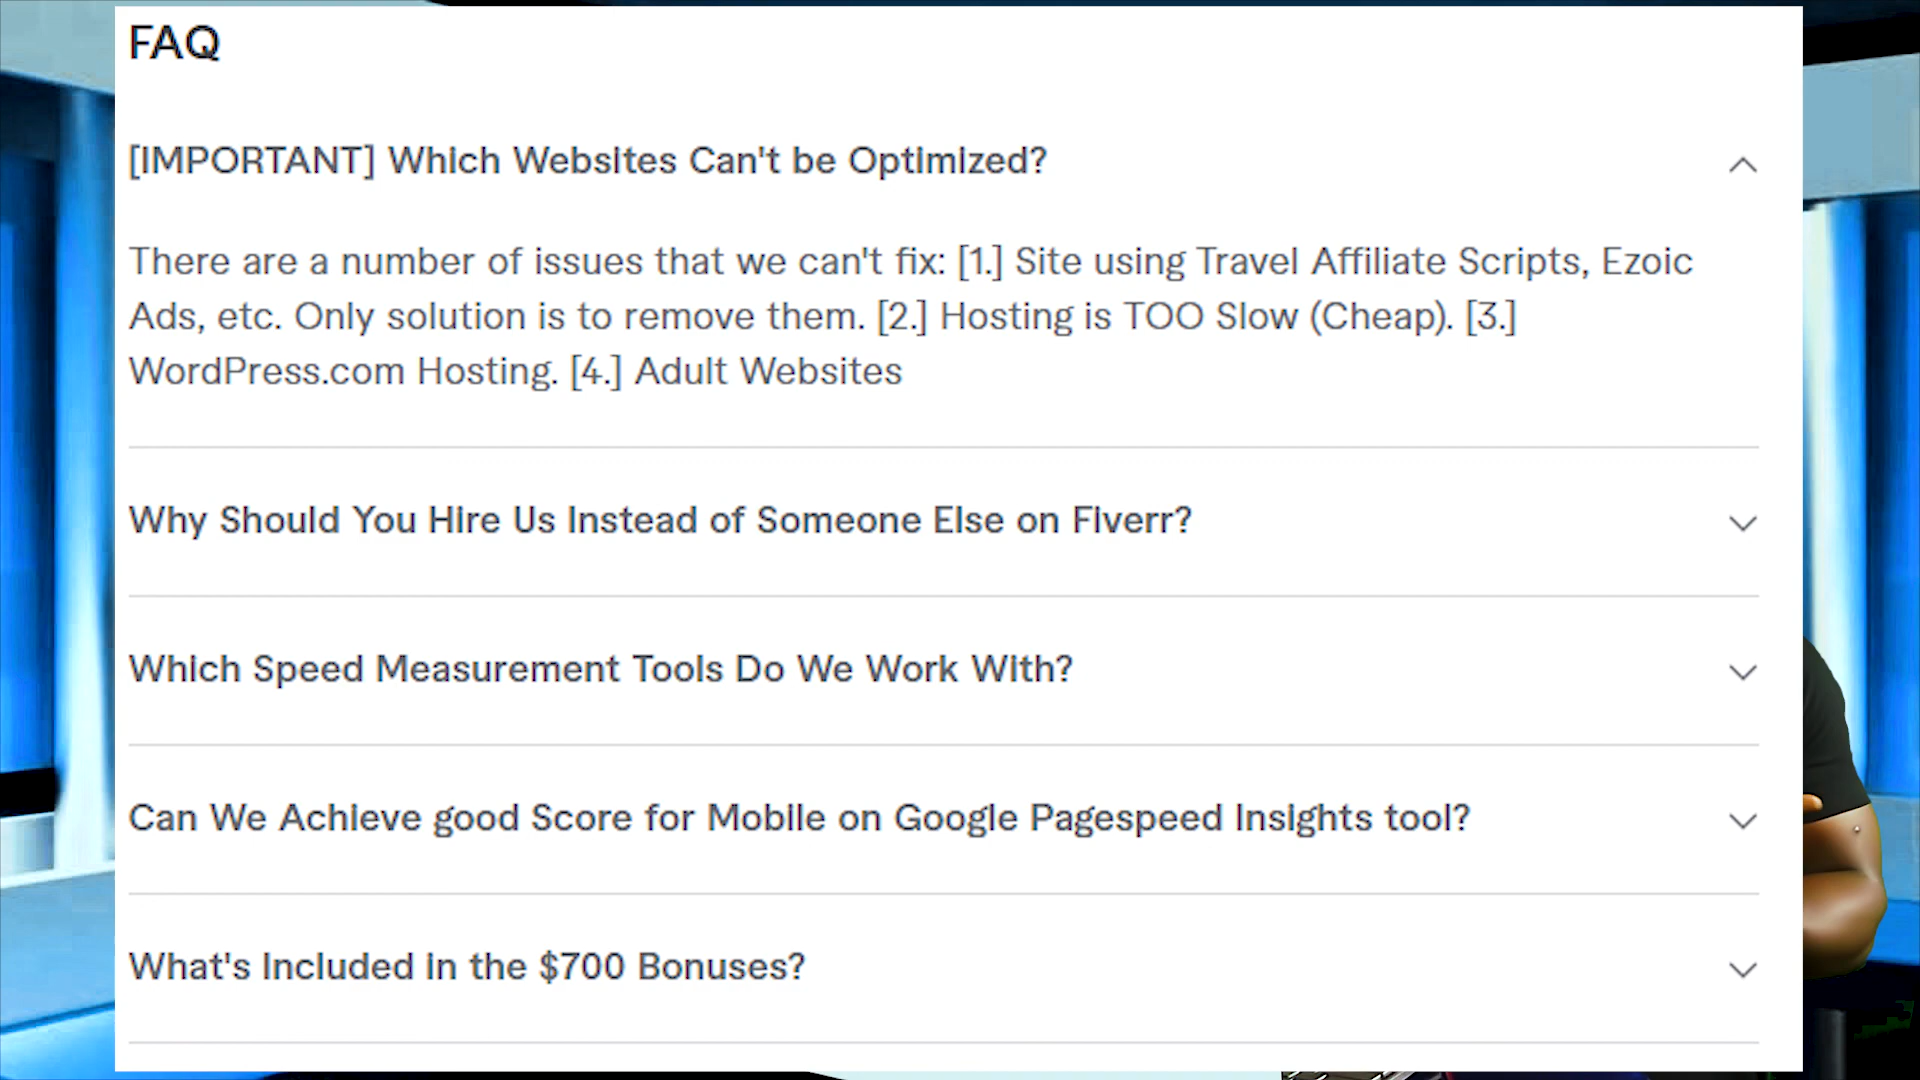 FAQ
[IMPORTANT] Which Websites Can't be Optimized?
There are a number of issues that we can't fix: [1.] Site using Travel Affiliate Scripts, Ezoic
Ads, etc. Only solution is to remove them. [2.] Hosting is TOO Slow (Cheap). [3.]
WordPress.com Hosting. [4.] Adult Websites
Why Should You Hire Us Instead of Someone Else on Fiverr?
Which Speed Measurement Tools Do We Work With?
Can We Achieve good Score for Mobile on Google Pagespeed Insights tool?
What's Included in the $700 Bonuses?